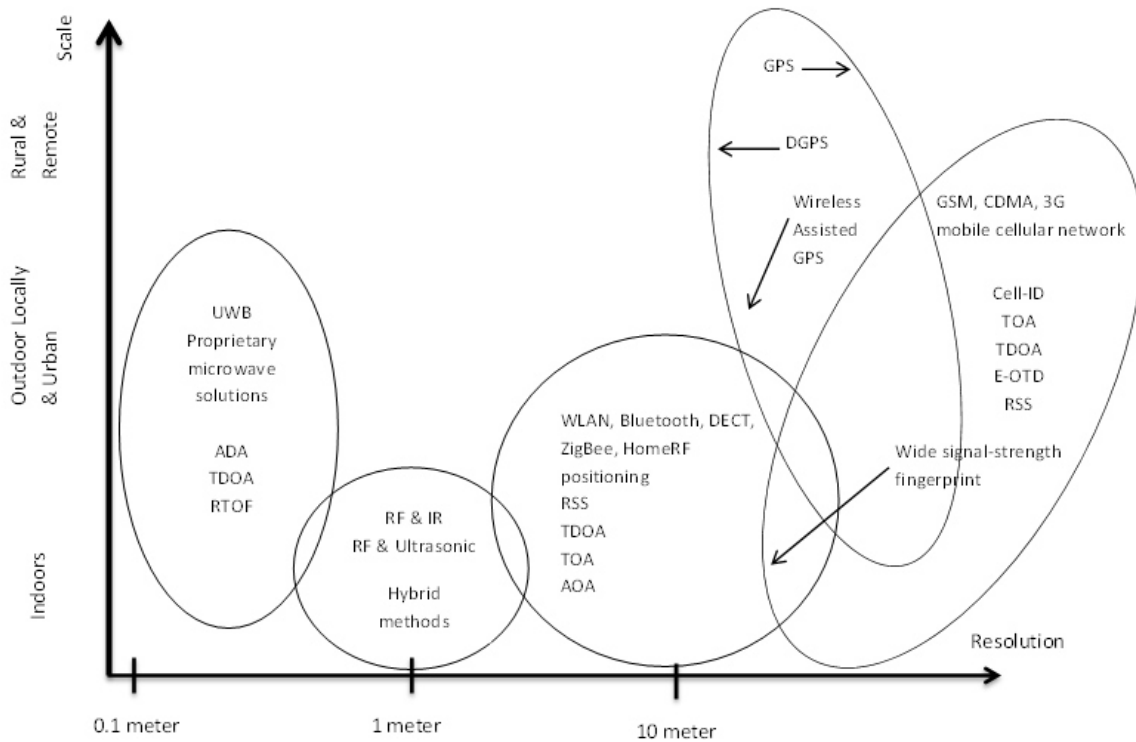 Scale
Rural &
Remote
Outdoor Locally
& Urban
Indoors
UWB
Proprietary
microwave
solutions
ADA
TDOA
RTOF
RF & IR
RF & Ultrasonic
Hybrid
methods
WLAN, Bluetooth, DECT,
ZigBee, HomeRF
positioning
RSS
TDOA
TOA
AOA
GPS
DGPS
Wireless
Assisted
GPS
GSM, CDMA, 3G
mobile cellular network
Cell-ID
TOA
TDOA
E-OTD
RSS
Wide signal-strength
fingerprint
Resolution
0.1 meter
1 meter
10 meter